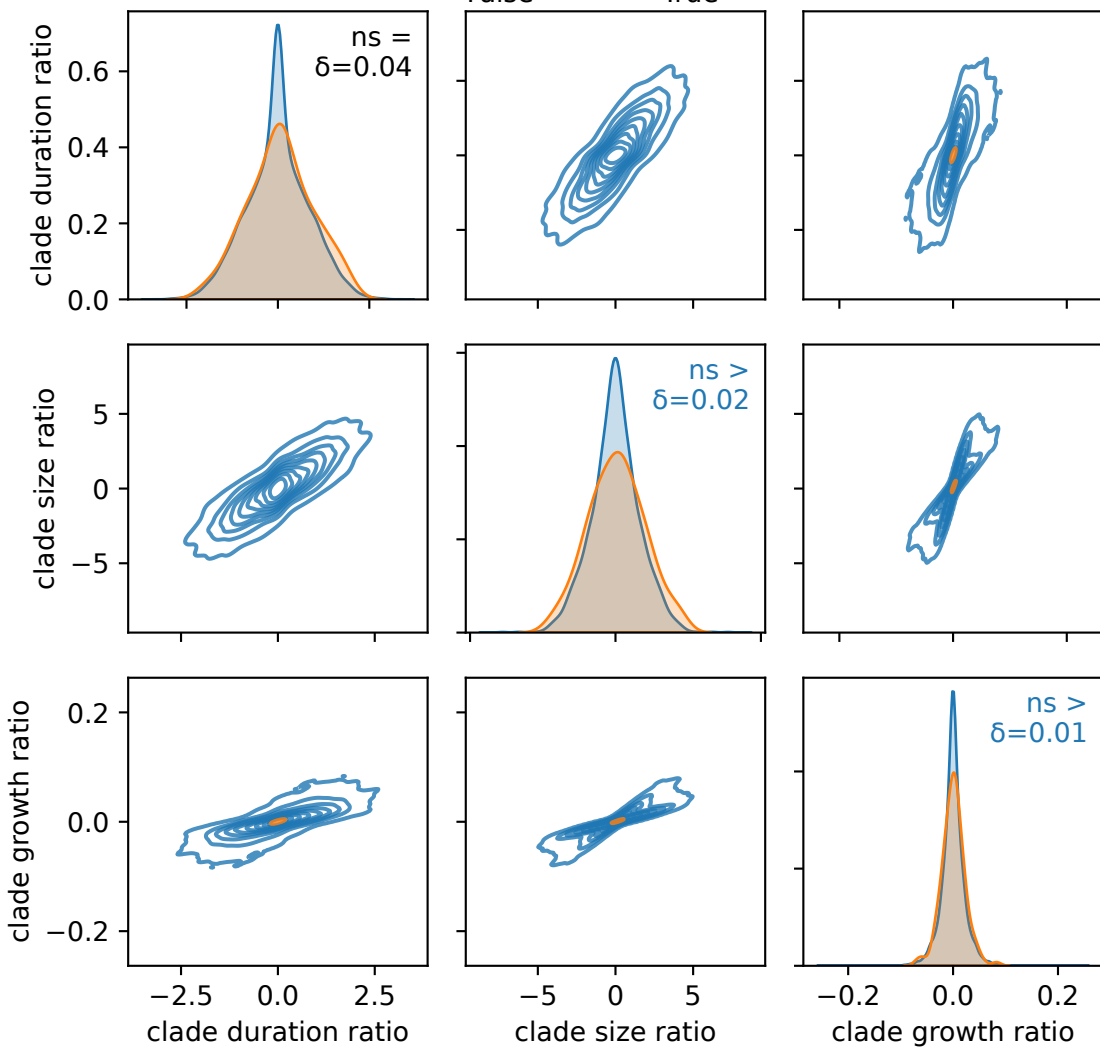 clade duration ratio
0.6
0.4
0.2
0.0
ns =
δ=0.04
clade size ratio
5
0
−5
ns >
δ=0.02
clade growth ratio
0.2
0.0
−0.2
ns >
δ=0.01
−2.5 0.0 2.5
clade duration ratio
−5 0 5
clade size ratio
−0.2 0.0 0.2
clade growth ratio